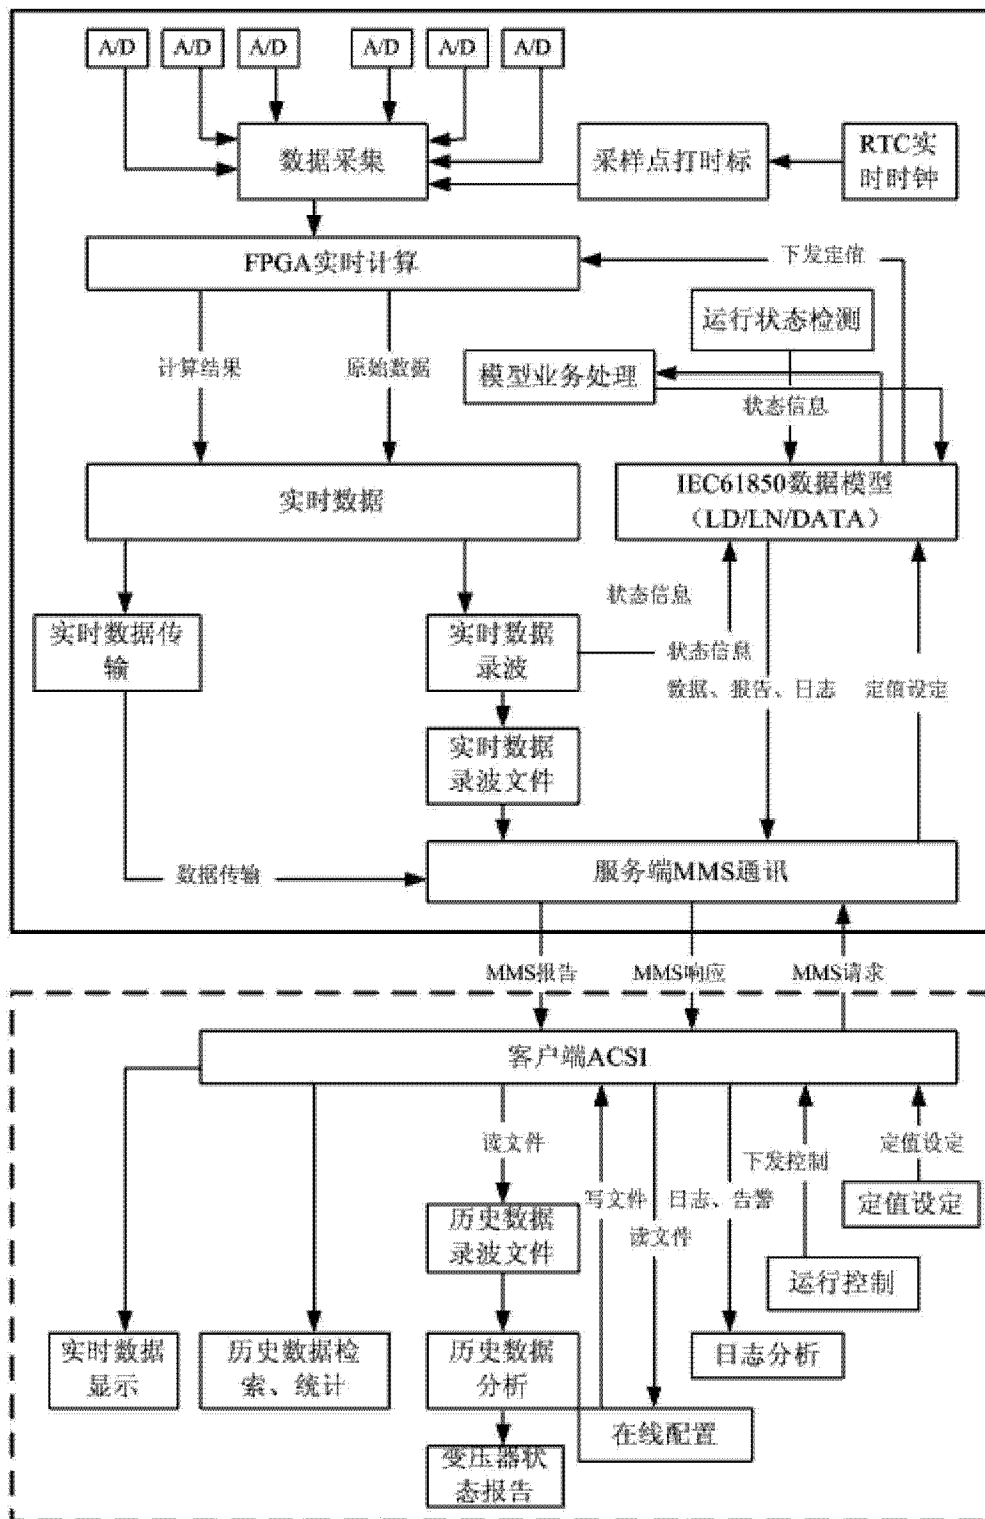 A/D
A/D
A/D
A/D
A/D
A/D
数据采集
采样点打时标
RTC实
时时钟
FPGA实时计算
下发定值
运行状态检测
计算结果
原始数据
模型业务处理
状态信息
实时数据
IEC61850数据模型
（LD/LN/DATA）
状态信息
实时数据传
输
实时数据
录波
状态信息
数据、报告、日志
定值设定
实时数据
录波文件
数据传输
服务端MMS通讯
MMS报告
MMS响应
MMS请求
客户端ACSI
读文件
定值设定
下发控制
写文件
日志、告警
定值设定
历史数据
录波文件
读文件
运行控制
实时数据
显示
历史数据检
索、统计
历史数据
分析
日志分析
在线配置
变压器状
态报告